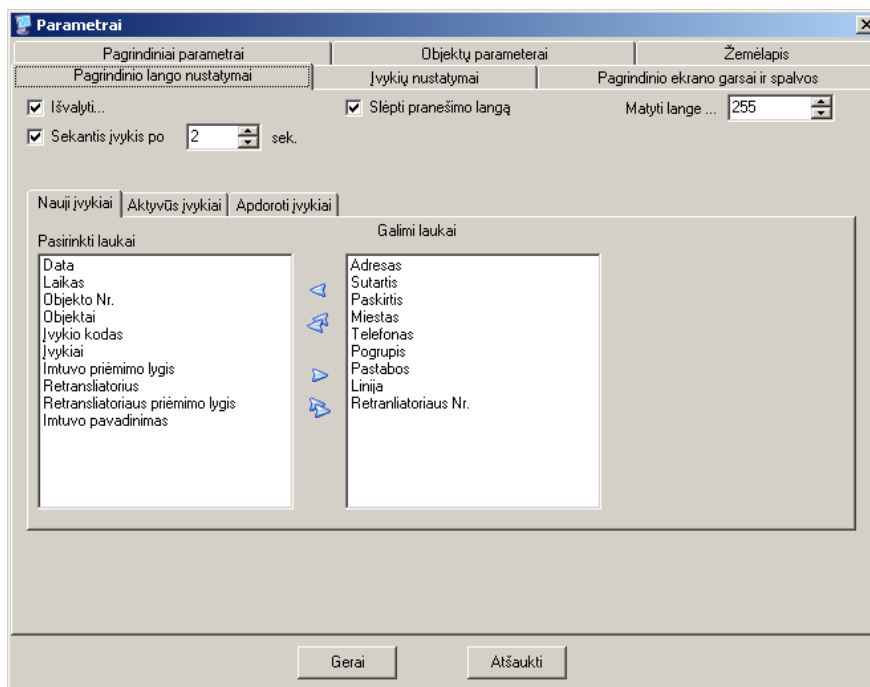 Parametrai
Pagrindiniai parametrai Objektų parameterai Žemėlapis
Pagrindinio lango nustatymai Įvykių nustatymai Pagrindinio ekrano garsai ir spalvos
Išvalyti... Slėpti pranešimo langą Matyti lange ... 255
Sekantis įvykis po 2 sek.
Nauji įvykiai Aktyvūs įvykiai Apdoroti įvykiai
Pasirinkti laukai
Data
Laikas
Objekto Nr.
Objektai
Įvykio kodas
Įvykiai
Imtuvo priėmimo lygis
Retransliatorius
Retransliatoriaus priėmimo lygis
Imtuvo pavadinimas
Galimi laukai
Adresas
Sutartis
Paskirtis
Miestas
Telefonas
Pogrupis
Pastabos
Linija
Retranliatoriaus Nr.
Gerai Atšaukti